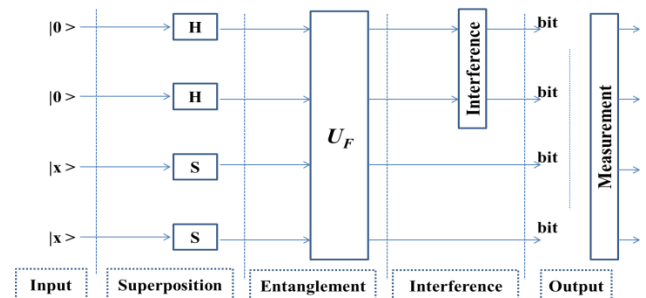 |0> H bit
|0> H bit
U_F
Interference
Measurement
|x> S bit
|x> S bit
Input Superposition Entanglement Interference Output